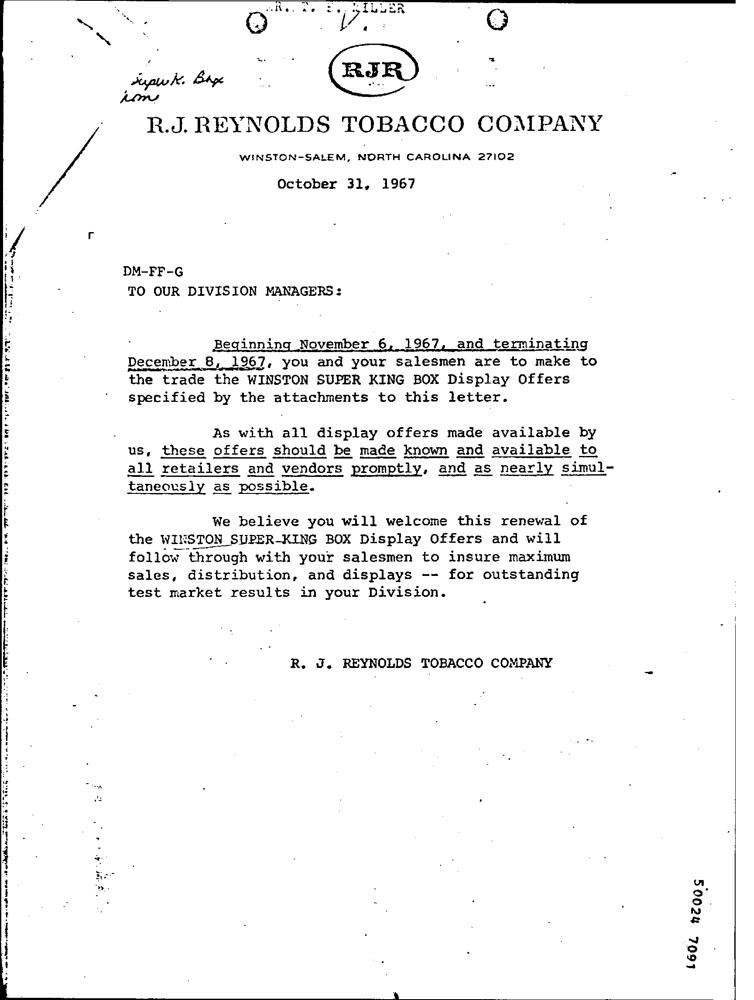 MILLER
Super K. Box
RJR
R.J. REYNOLDS TOBACCO COMPANY
WINSTON-SALEM, NORTH CAROLINA 27102
October 31, 1967
DM-FF-G
TO OUR DIVISION MANAGERS:
Beginning November 6, 1967, and terminating
December 8, 1967, you and your salesmen are to make to
the trade the WINSTON SUPER KING BOX Display Offers
specified by the attachments to this letter.
As with all display offers made available by
us, these offers should be made known and available to
all retailers and vendors promptly, and as nearly simul-
taneously as possible.
We believe you will welcome this renewal of
the WINSTON SUPER KING BOX Display Offers and will
follow through with your salesmen to insure maximum
sales, distribution, and displays -- for outstanding
test market results in your Division.
R. J. REYNOLDS TOBACCO COMPANY
50024 7091